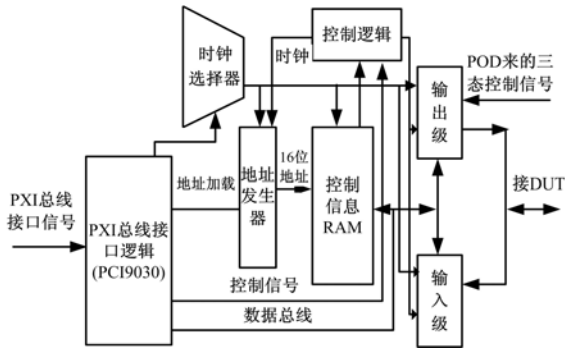 时钟
选择器
时钟
控制逻辑
POD来的三
态控制信号
输
出
级
PXI总线
接口信号
PXI总线接
口逻辑
(PCI9030)
地址加载
地址
发生
器
16位
地址
控制
信息
RAM
接DUT
控制信号
数据总线
输
入
级